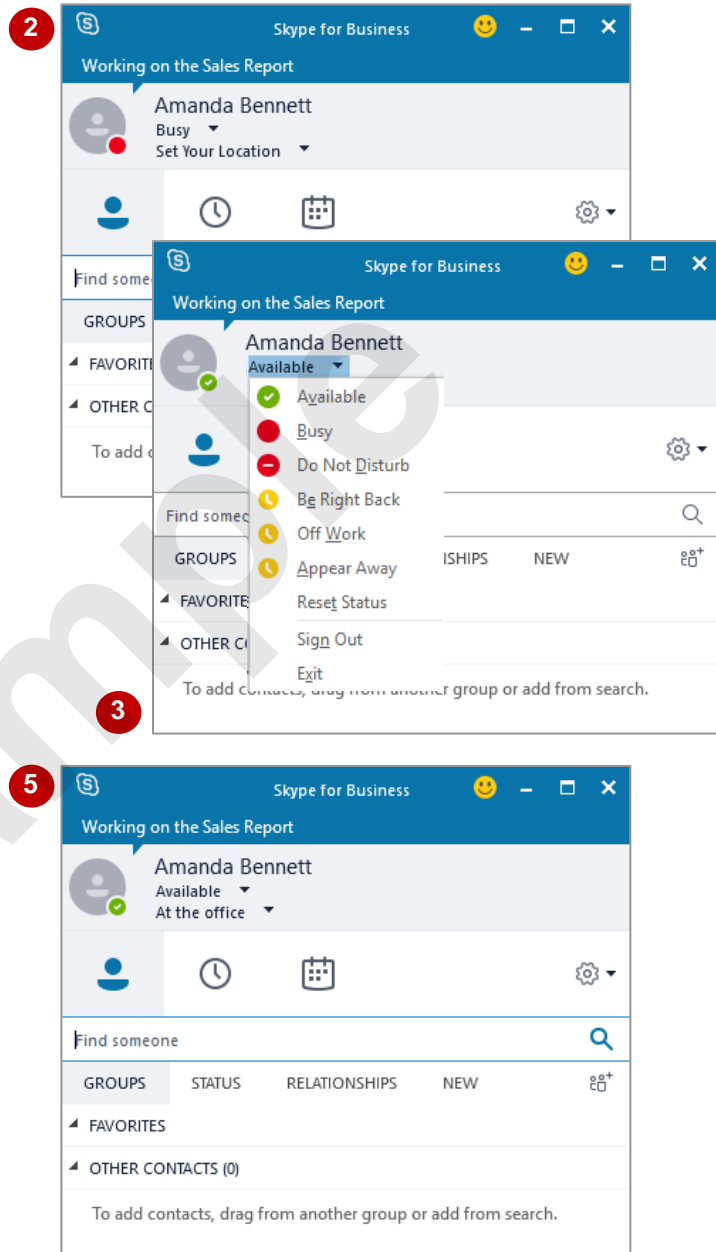 2
Skype for Business
Working on the Sales Report
Amanda Bennett
Busy
Set Your Location
Find
GROUPS
OTHER
To add
3
Skype for Business
Working on the Sales Report
Amanda Bennett
Available
Available
Busy
Do Not Disturb
Be Right Back
Off Work
Appear Away
Reset Status
Sign Out
Exit
Find
GROUPS
NEW
OTHER
To add contacts, drag from another group or add from search.
5
Skype for Business
Working on the Sales Report
Amanda Bennett
Available
At the office
Find someone
GROUPS STATUS RELATIONSHIPS NEW
FAVORITES
OTHER CONTACTS (0)
To add contacts, drag from another group or add from search.